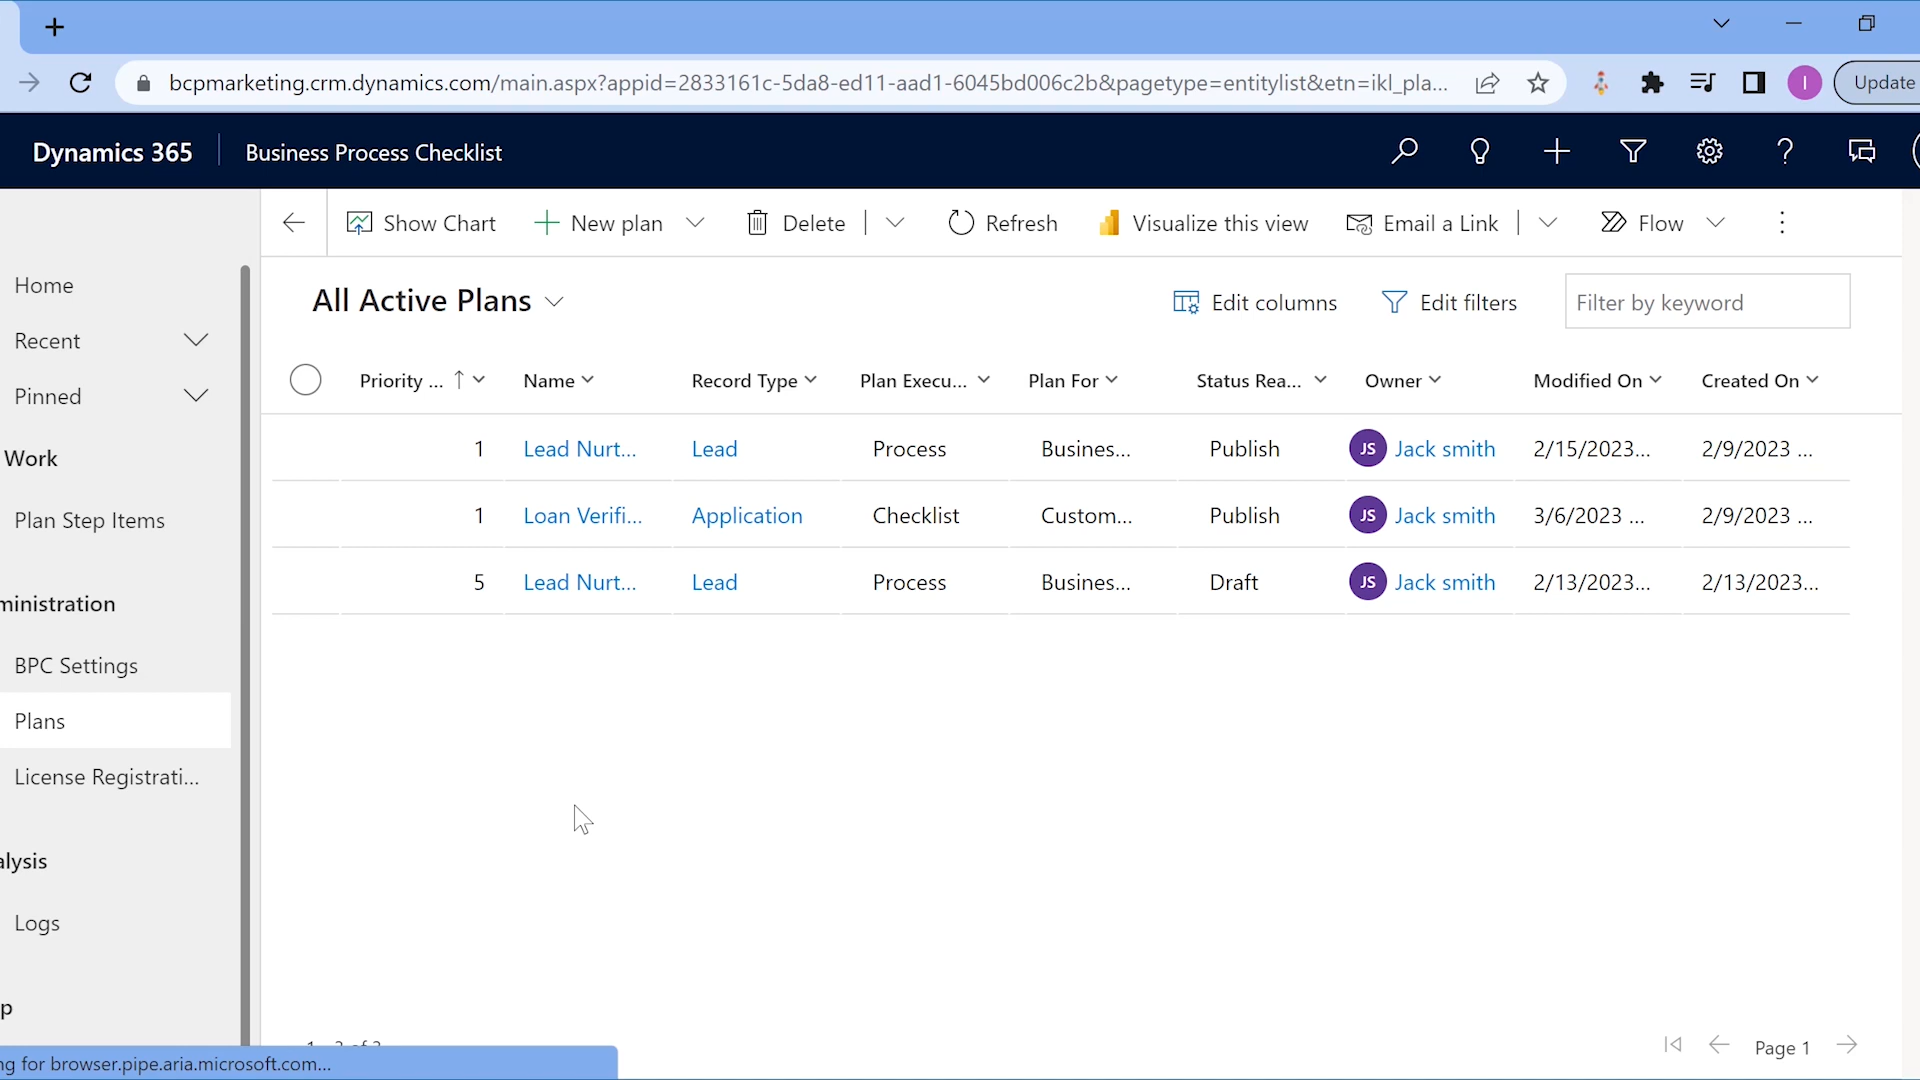 bcpmarketing.crm.dynamics.com/main.aspx?appid=2833161c-5da8-ed11-aad1-6045bd006c2b&pagetype=entitylist&etn=ikl_pla...
I
Update
Dynamics 365 Business Process Checklist
Show Chart New plan Delete Refresh Visualize this view Email a Link Flow
Home
Recent
Pinned
Work
Plan Step Items
ministration
BPC Settings
Plans
License Registrati...
alysis
Logs
p
All Active Plans
Edit columns Edit filters Filter by keyword
Priority ... Name Record Type Plan Execu... Plan For Status Rea... Owner Modified On Created On
1 Lead Nurt... Lead Process Busines... Publish JS Jack smith 2/15/2023... 2/9/2023 ...
1 Loan Verifi... Application Checklist Custom... Publish JS Jack smith 3/6/2023 ... 2/9/2023 ...
5 Lead Nurt... Lead Process Busines... Draft JS Jack smith 2/13/2023... 2/13/2023...
Page 1
ng for browser.pipe.aria.microsoft.com...